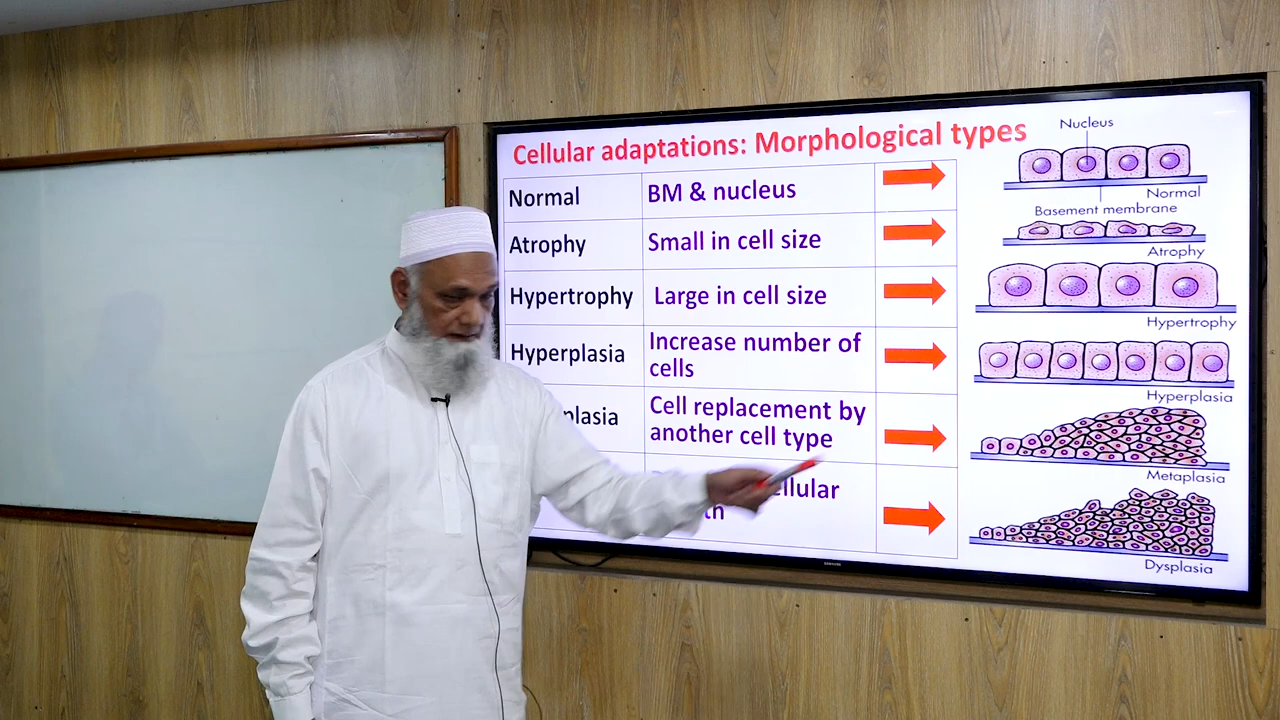 Cellular adaptations: Morphological types
Normal
BM & nucleus
Atrophy
Small in cell size
Hypertrophy
Large in cell size
Hyperplasia
Increase number of
cells
plasia
Cell replacement by
another cell type
ellular
th
Nucleus
Normal
Basement membrane
Atrophy
Hypertrophy
Hyperplasia
Metaplasia
Dysplasia
SAMSUNG